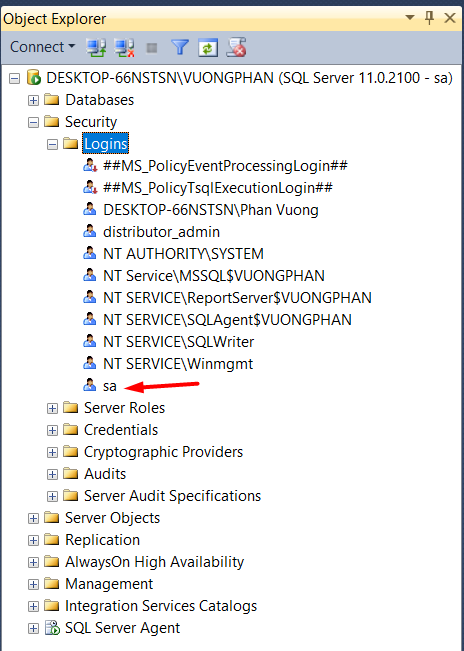 Object Explorer
Connect
DESKTOP-66NSTSN\VUONGPHAN (SQL Server 11.0.2100 - sa)
Databases
Security
Logins
##MS_PolicyEventProcessingLogin##
##MS_PolicyTsqlExecutionLogin##
DESKTOP-66NSTSN\Phan Vuong
distributor_admin
NT AUTHORITY\SYSTEM
NT Service\MSSQL$VUONGPHAN
NT SERVICE\ReportServer$VUONGPHAN
NT SERVICE\SQLAgent$VUONGPHAN
NT SERVICE\SQLWriter
NT SERVICE\Winmgmt
sa
Server Roles
Credentials
Cryptographic Providers
Audits
Server Audit Specifications
Server Objects
Replication
AlwaysOn High Availability
Management
Integration Services Catalogs
SQL Server Agent